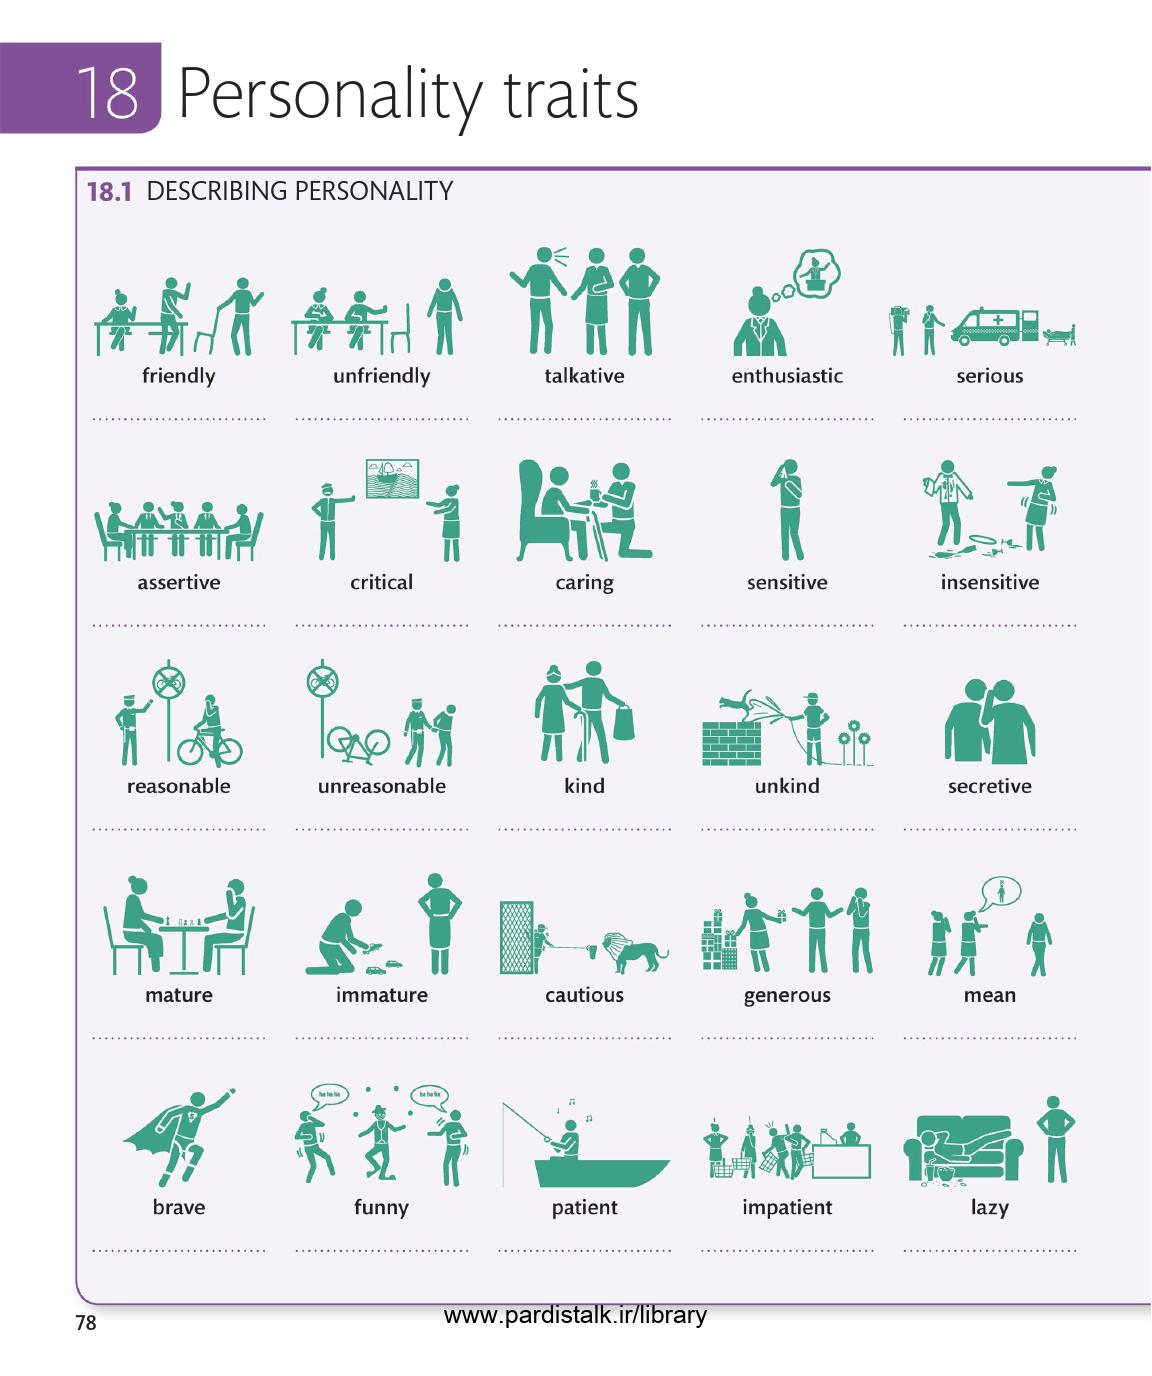 18 Personality traits
18.1 DESCRIBING PERSONALITY
friendly
unfriendly
talkative
enthusiastic
serious
assertive
critical
caring
sensitive
insensitive
reasonable
unreasonable
kind
unkind
secretive
mature
immature
cautious
generous
mean
ha ha ha
ha ha ha
brave
funny
patient
impatient
lazy
78
www.pardistalk.ir/library